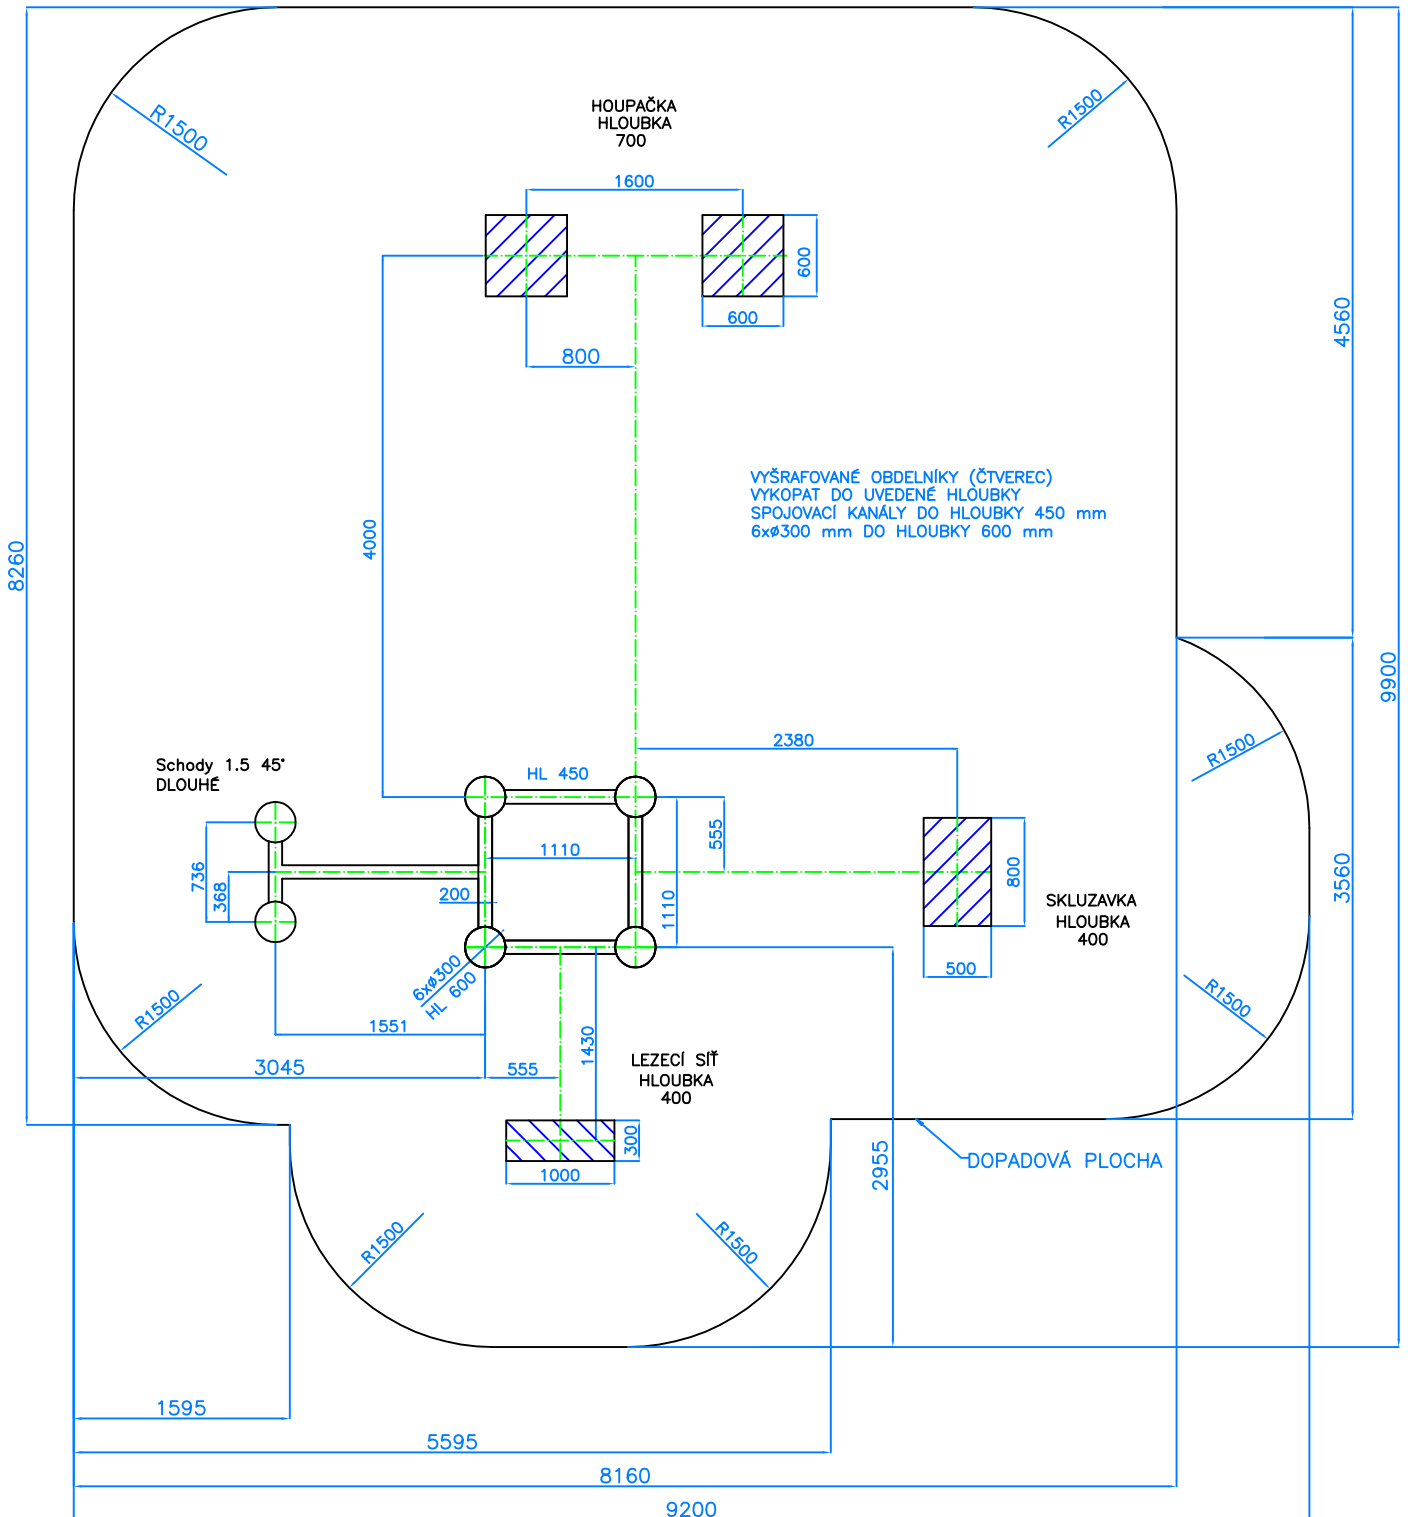 R1500
HOUPAČKA
HLOUBKA
700
R1500
1600
600
600
800
4560
VYŠRAFOVANÉ OBDELNÍKY (ČTVEREC)
VYKOPAT DO UVEDENÉ HLOUBKY
SPOJOVACÍ KANÁLY DO HLOUBKY 450 mm
6xø300 mm DO HLOUBKY 600 mm
4000
8260
9900
2380
R1500
Schody 1.5 45°
DLOUHÉ
HL 450
555
1110
736
368
200
1110
800
3560
SKLUZAVKA
HLOUBKA
400
500
6xø300
HL 600
R1500
R1500
1551
1430
3045
555
LEZECÍ SÍŤ
HLOUBKA
400
300
1000
2955
DOPADOVÁ PLOCHA
R1500
R1500
1595
5595
8160
9200